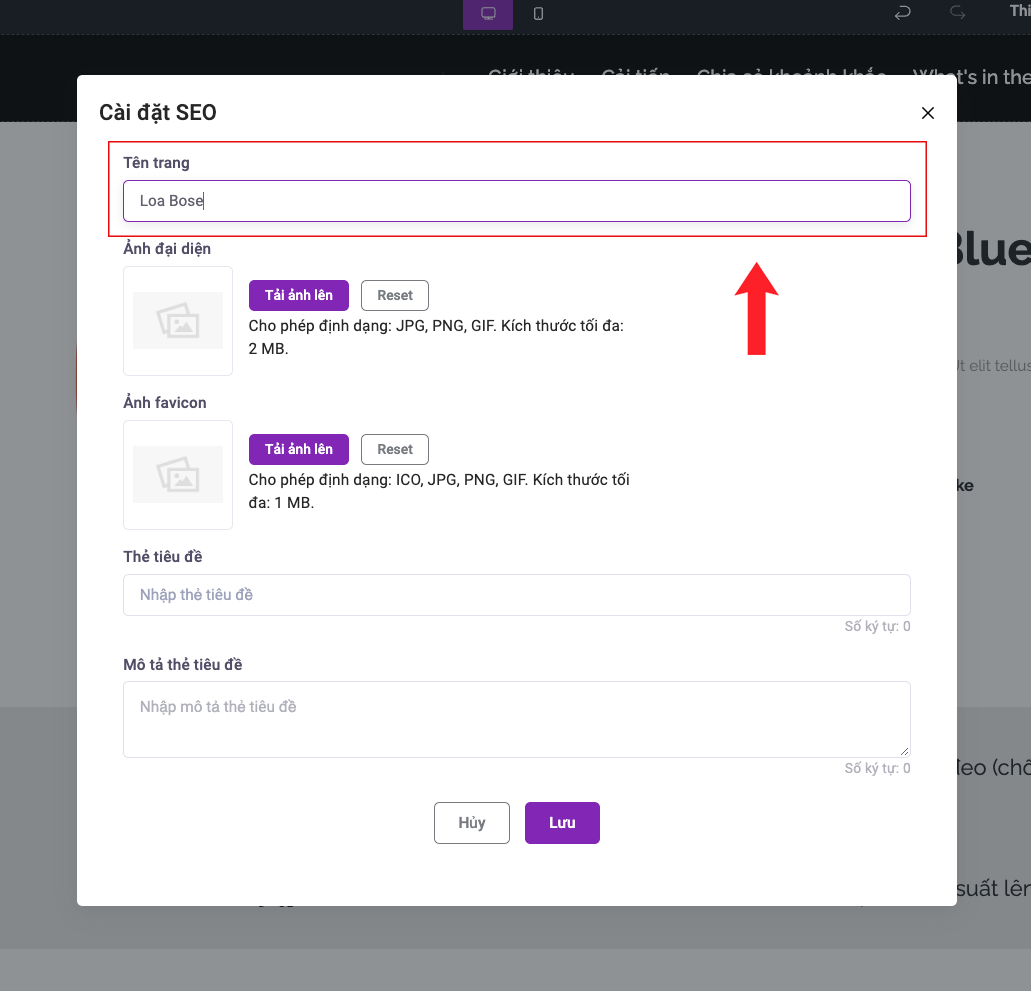 Thi
Giới thiệu Cải tiến Chia sẻ khoảnh khắc What's in the
Cài đặt SEO
Tên trang
Loa Bose
Ảnh đại diện
Blue
Tải ảnh lên Reset
Cho phép định dạng: JPG, PNG, GIF. Kích thước tối đa:
2 MB.
Ut elit tellus
Ảnh favicon
Tải ảnh lên Reset
Cho phép định dạng: ICO, JPG, PNG, GIF. Kích thước tối
đa: 1 MB.
ke
Thẻ tiêu đề
Nhập thẻ tiêu đề
Số ký tự: 0
Mô tả thẻ tiêu đề
Nhập mô tả thẻ tiêu đề
Số ký tự: 0
đeo (chố
Hủy Lưu
suất lên